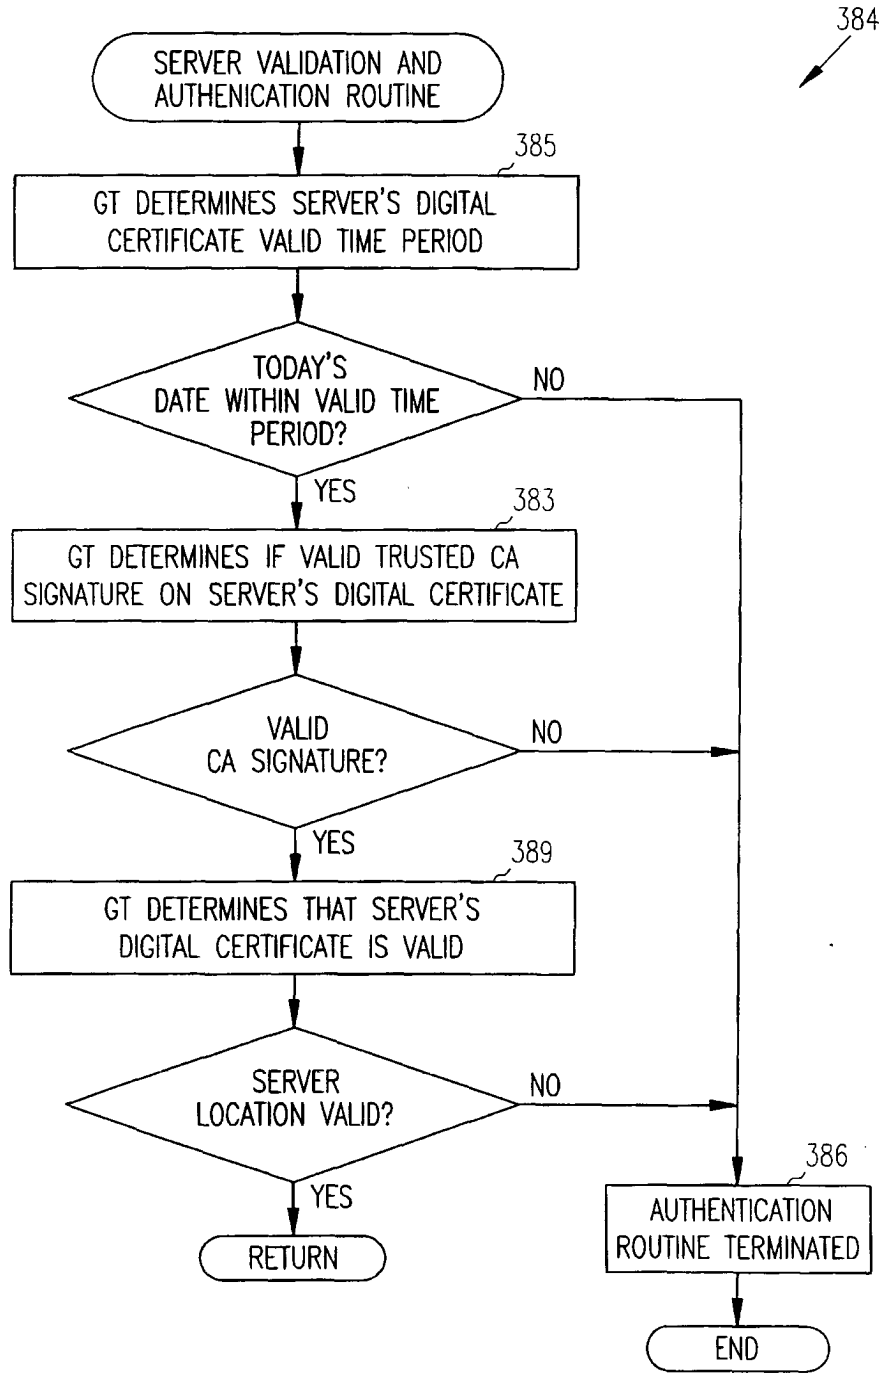 384
SERVER VALIDATION AND
AUTHENICATION ROUTINE
385
GT DETERMINES SERVER'S DIGITAL
CERTIFICATE VALID TIME PERIOD
TODAY'S
DATE WITHIN VALID TIME
PERIOD?
NO
YES
383
GT DETERMINES IF VALID TRUSTED CA
SIGNATURE ON SERVER'S DIGITAL CERTIFICATE
VALID
CA SIGNATURE?
NO
YES
389
GT DETERMINES THAT SERVER'S
DIGITAL CERTIFICATE IS VALID
SERVER
LOCATION VALID?
NO
YES
RETURN
386
AUTHENTICATION
ROUTINE TERMINATED
END